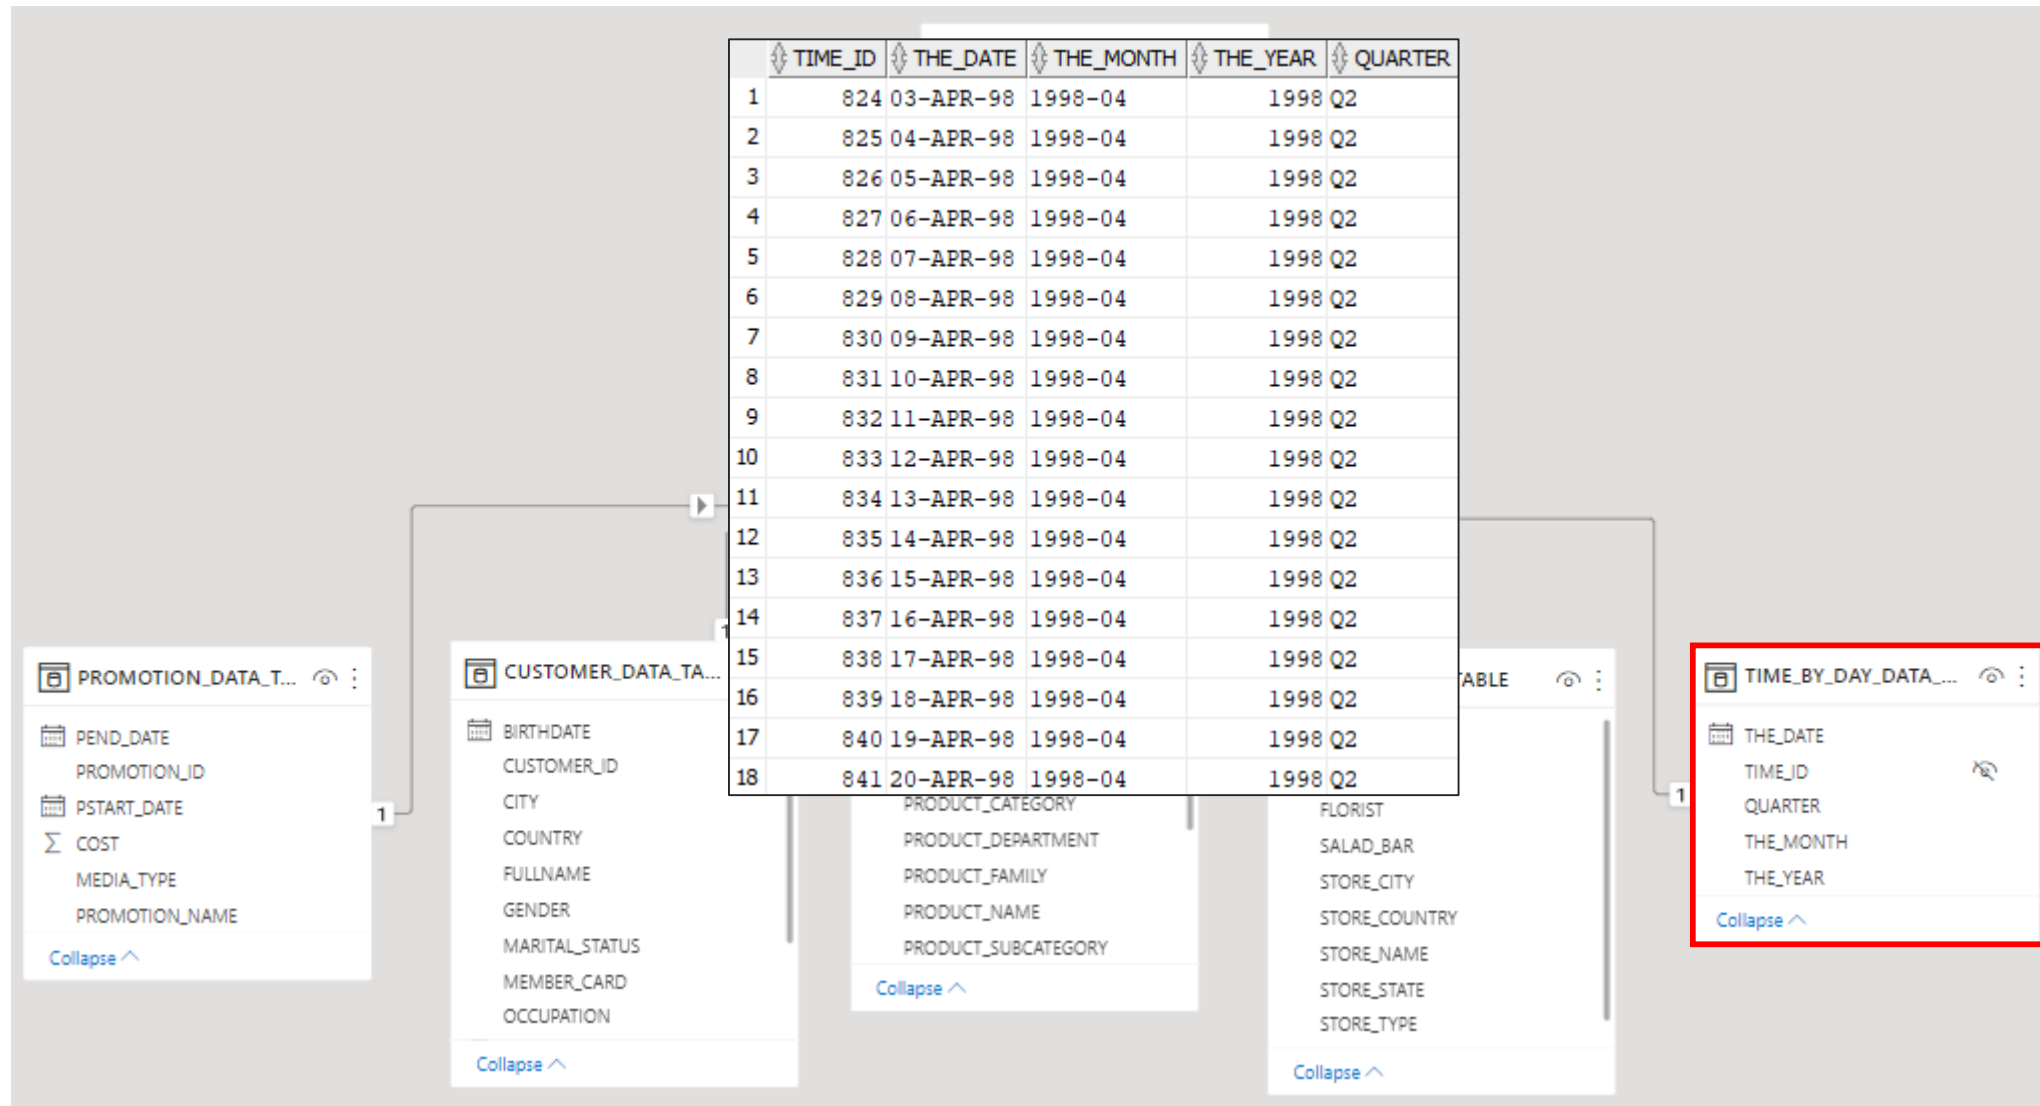 TIME_ID THE_DATE THE_MONTH THE_YEAR QUARTER
1 824 03-APR-98 1998-04 1998 Q2
2 825 04-APR-98 1998-04 1998 Q2
3 826 05-APR-98 1998-04 1998 Q2
4 827 06-APR-98 1998-04 1998 Q2
5 828 07-APR-98 1998-04 1998 Q2
6 829 08-APR-98 1998-04 1998 Q2
7 830 09-APR-98 1998-04 1998 Q2
8 831 10-APR-98 1998-04 1998 Q2
9 832 11-APR-98 1998-04 1998 Q2
10 833 12-APR-98 1998-04 1998 Q2
11 834 13-APR-98 1998-04 1998 Q2
12 835 14-APR-98 1998-04 1998 Q2
13 836 15-APR-98 1998-04 1998 Q2
14 837 16-APR-98 1998-04 1998 Q2
15 838 17-APR-98 1998-04 1998 Q2
16 839 18-APR-98 1998-04 1998 Q2
17 840 19-APR-98 1998-04 1998 Q2
18 841 20-APR-98 1998-04 1998 Q2
PROMOTION_DATA_T...
PEND_DATE
PROMOTION_ID
PSTART_DATE
COST
MEDIA_TYPE
PROMOTION_NAME
Collapse
1
1
CUSTOMER_DATA_TA...
BIRTHDATE
CUSTOMER_ID
CITY
COUNTRY
FULLNAME
GENDER
MARITAL_STATUS
MEMBER_CARD
OCCUPATION
Collapse
PRODUCT_CATEGORY
PRODUCT_DEPARTMENT
PRODUCT_FAMILY
PRODUCT_NAME
PRODUCT_SUBCATEGORY
Collapse
TABLE
FLORIST
SALAD_BAR
STORE_CITY
STORE_COUNTRY
STORE_NAME
STORE_STATE
STORE_TYPE
Collapse
1
TIME_BY_DAY_DATA_...
THE_DATE
TIME_ID
QUARTER
THE_MONTH
THE_YEAR
Collapse